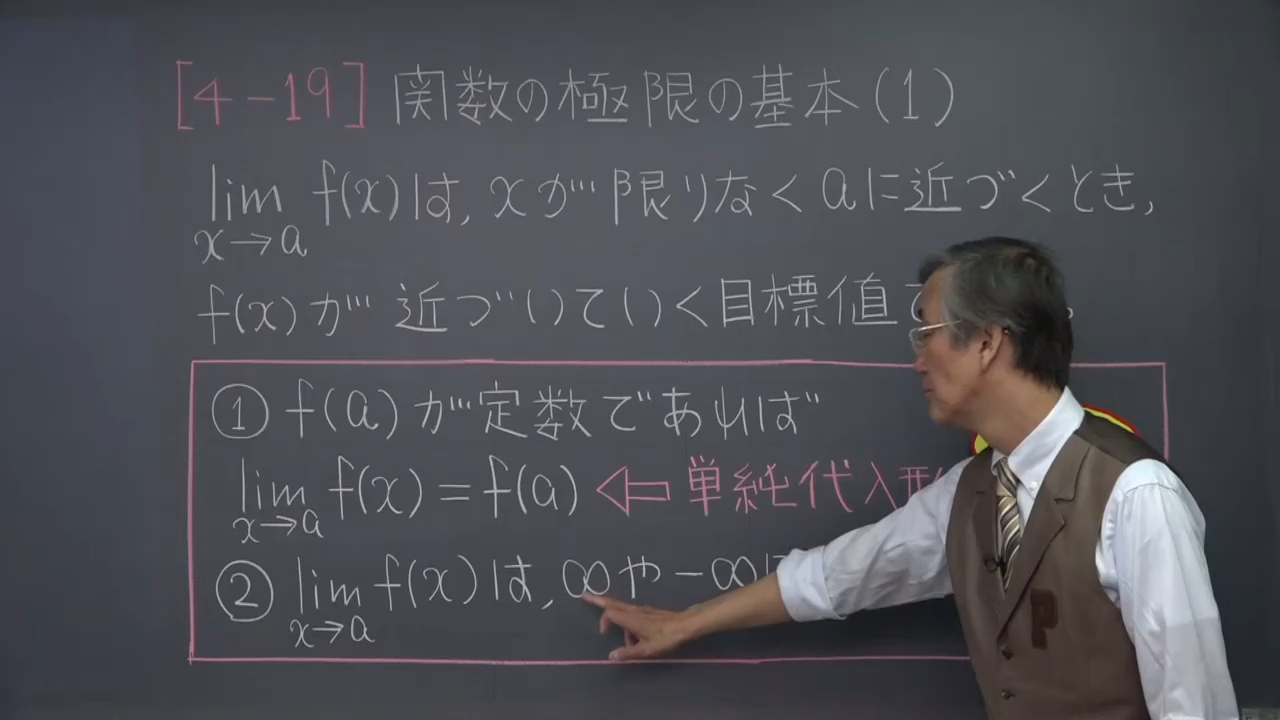 [4-19] 関数の極限の基本(1)
lim f(x)は, xが限りなくaに近づくとき,
x→a
f(x)が近づいていく目標値
① f(a)が定数であれば
lim f(x) = f(a) ⇐ 単純代入形
x→a
② lim f(x)は, ∞や-∞に
x→a
P